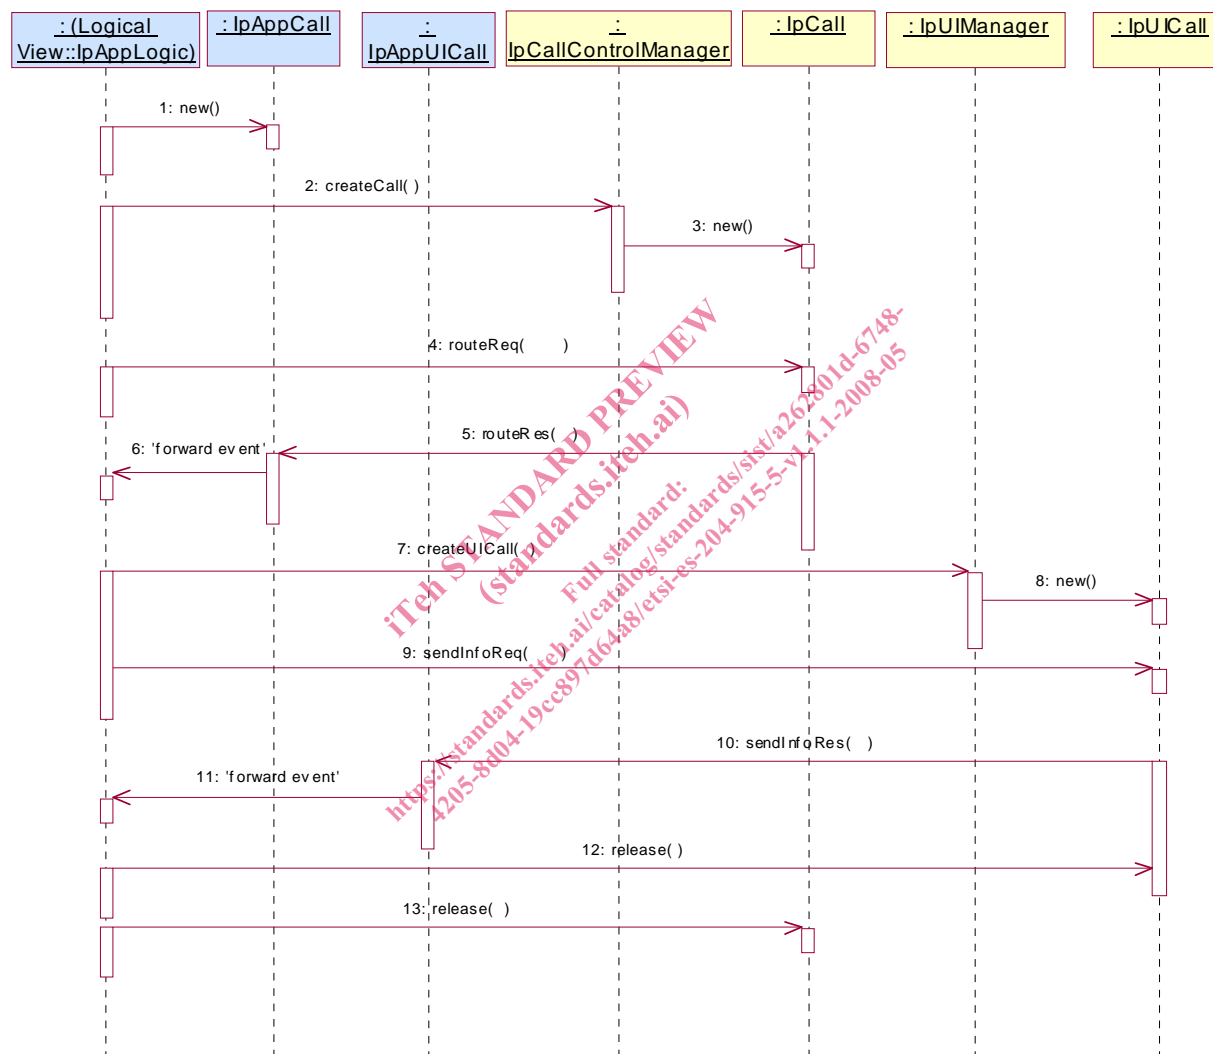 : (Logical
View::IpAppLogic)
: IpAppCall
:
IpAppUICall
:
IpCallControlManager
: IpCall
: IpUIManager
: IpUICall
1: new()
2: createCall( )
3: new()
4: routeReq( )
5: routeRes( )
6: 'forward event'
7: createUICall( )
8: new()
9: sendInfoReq( )
10: sendInfoRes( )
11: 'forward event'
12: release( )
13: release( )
iTeh STANDARD PREVIEW
(standards.iteh.ai)
Full standard:
https://standards.iteh.ai/catalog/standards/sist/a262801d-6748-
4205-8d04-19cc897d64a8/etsi-es-204-915-5-v1.1.1-2008-05